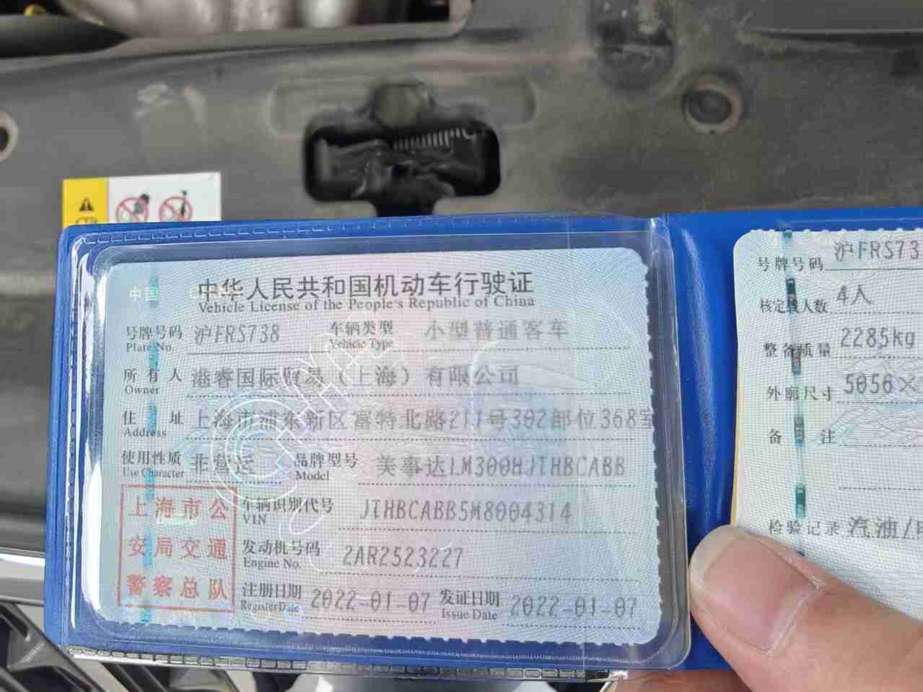 中华人民共和国机动车行驶证
Vehicle License of the People's Republic of China
号牌号码 沪FRS738 车辆类型 小型普通客车
Plate No. Vehicle Type
所有人 港睿国际贸易（上海）有限公司
Owner
住址 上海市浦东新区富特北路211号302部位368室
Address
使用性质 非营运 品牌型号 美事达LM300HJTHBCABB
Use Character Model
上海市公
安局交通
警察总队
车辆识别代号 JTHBCABB5M8004314
VIN
发动机号码 2AR2523227
Engine No.
注册日期 2022-01-07 发证日期 2022-01-07
Register Date Issue Date
号牌号码 沪FRS73
核定载人数 4人
整备质量 2285kg
外廓尺寸 5056×
备注
检验记录 汽油/